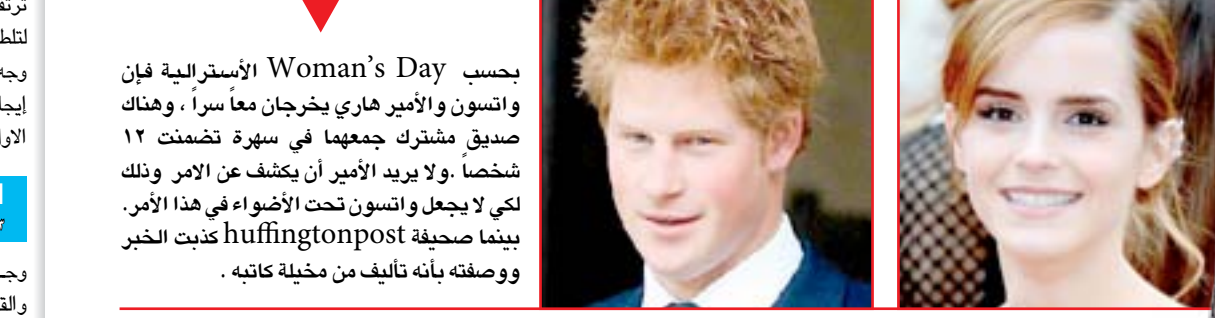 بحسب Woman's Day الأسترالية فإن
واتسون والأمير هاري يخرجان معاً سراً ، وهناك
صديق مشترك جمعهما في سهرة تضمنت ١٢
شخصاً .ولا يريد الأمير أن يكشف عن الامر وذلك
لكي لا يجعل واتسون تحت الأضواء في هذا الأمر.
بينما صحيفة huffingtonpost كذبت الخبر
ووصفته بأنه تأليف من مخيلة كاتبه .